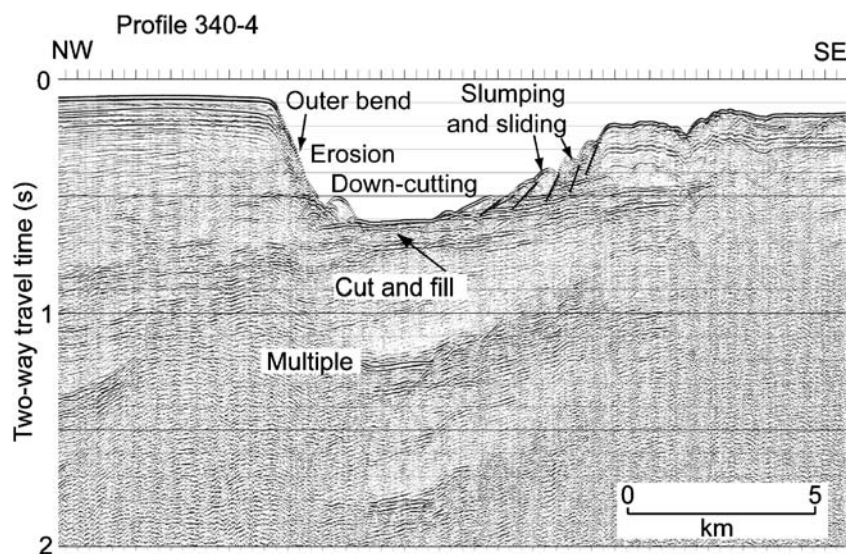 Profile 340-4
NW
SE
0
Outer bend
Slumping
and sliding
Erosion
Down-cutting
Two-way travel time (s)
Cut and fill
1
Multiple
0
5
km
2